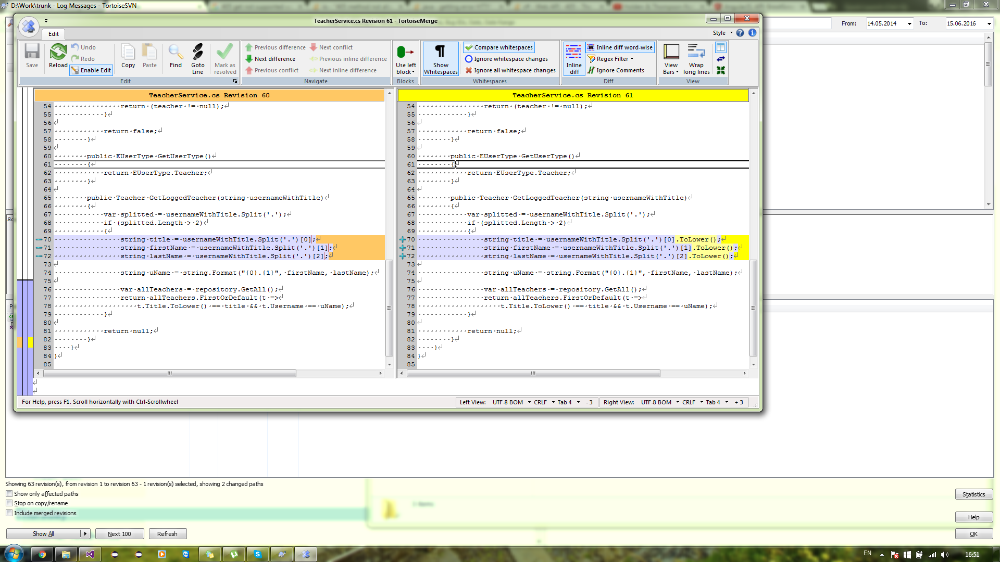 D:\Work\trunk - Log Messages - TortoiseSVN
TeacherService.cs Revision 61 - TortoiseMerge
From: 14.05.2014 To: 15.06.2016
Edit
Style
Save
Reload
Undo
Redo
Enable Edit
Copy
Paste
Find
Goto Line
Mark as resolved
Edit
Previous difference
Next difference
Previous conflict
Next conflict
Previous inline difference
Next inline difference
Navigate
Use left block
Blocks
Show Whitespaces
Compare whitespaces
Ignore whitespace changes
Ignore all whitespace changes
Whitespaces
Inline diff
Inline diff word-wise
Regex Filter
Ignore Comments
Diff
View Bars
Wrap long lines
View
TeacherService.cs Revision 60
54 return (teacher != null);
55 }
56
57 return false;
58 }
59
60 public EUserType GetUserType()
61 {
62 return EUserType.Teacher;
63 }
64
65 public Teacher GetLoggedTeacher(string usernameWithTitle)
66 {
67 var splitted = usernameWithTitle.Split('.');
68 if (splitted.Length > 2)
69 {
70 string title = usernameWithTitle.Split('.')[0];
71 string firstName = usernameWithTitle.Split('.')[1];
72 string lastName = usernameWithTitle.Split('.')[2];
73
74 string uName = string.Format("{0}.{1}", firstName, lastName);
75
76 var allTeachers = repository.GetAll();
77 return allTeachers.FirstOrDefault(t =>
78 t.Title.ToLower() == title && t.Username == uName);
79 }
80
81 return null;
82 }
83 }
84 }
85
TeacherService.cs Revision 61
54 return (teacher != null);
55 }
56
57 return false;
58 }
59
60 public EUserType GetUserType()
61 {
62 return EUserType.Teacher;
63 }
64
65 public Teacher GetLoggedTeacher(string usernameWithTitle)
66 {
67 var splitted = usernameWithTitle.Split('.');
68 if (splitted.Length > 2)
69 {
70 string title = usernameWithTitle.Split('.')[0].ToLower();
71 string firstName = usernameWithTitle.Split('.')[1].ToLower();
72 string lastName = usernameWithTitle.Split('.')[2].ToLower();
73
74 string uName = string.Format("{0}.{1}", firstName, lastName);
75
76 var allTeachers = repository.GetAll();
77 return allTeachers.FirstOrDefault(t =>
78 t.Title.ToLower() == title && t.Username == uName);
79 }
80
81 return null;
82 }
83 }
84 }
85
For Help, press F1. Scroll horizontally with Ctrl-Scrollwheel
Left View: UTF-8 BOM CRLF Tab 4 - 3
Right View: UTF-8 BOM CRLF Tab 4 + 3
Showing 63 revision(s), from revision 1 to revision 63 - 1 revision(s) selected, showing 2 changed paths
Show only affected paths
Stop on copy/rename
Include merged revisions
Statistics
Help
Show All
Next 100
Refresh
OK
EN
16:51